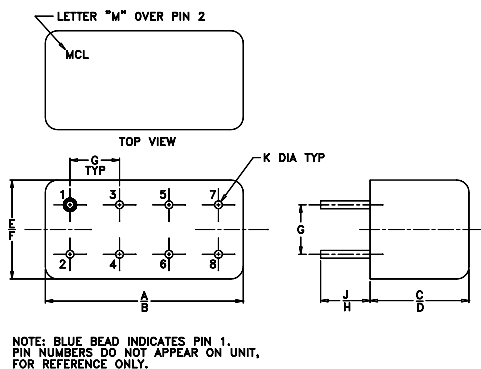 LETTER "M" OVER PIN 2
MCL
TOP VIEW
G
TYP
K DIA TYP
1 3 5 7
E
F
G
2 4 6 8
A
B
J
H
C
D
NOTE: BLUE BEAD INDICATES PIN 1.
PIN NUMBERS DO NOT APPEAR ON UNIT,
FOR REFERENCE ONLY.